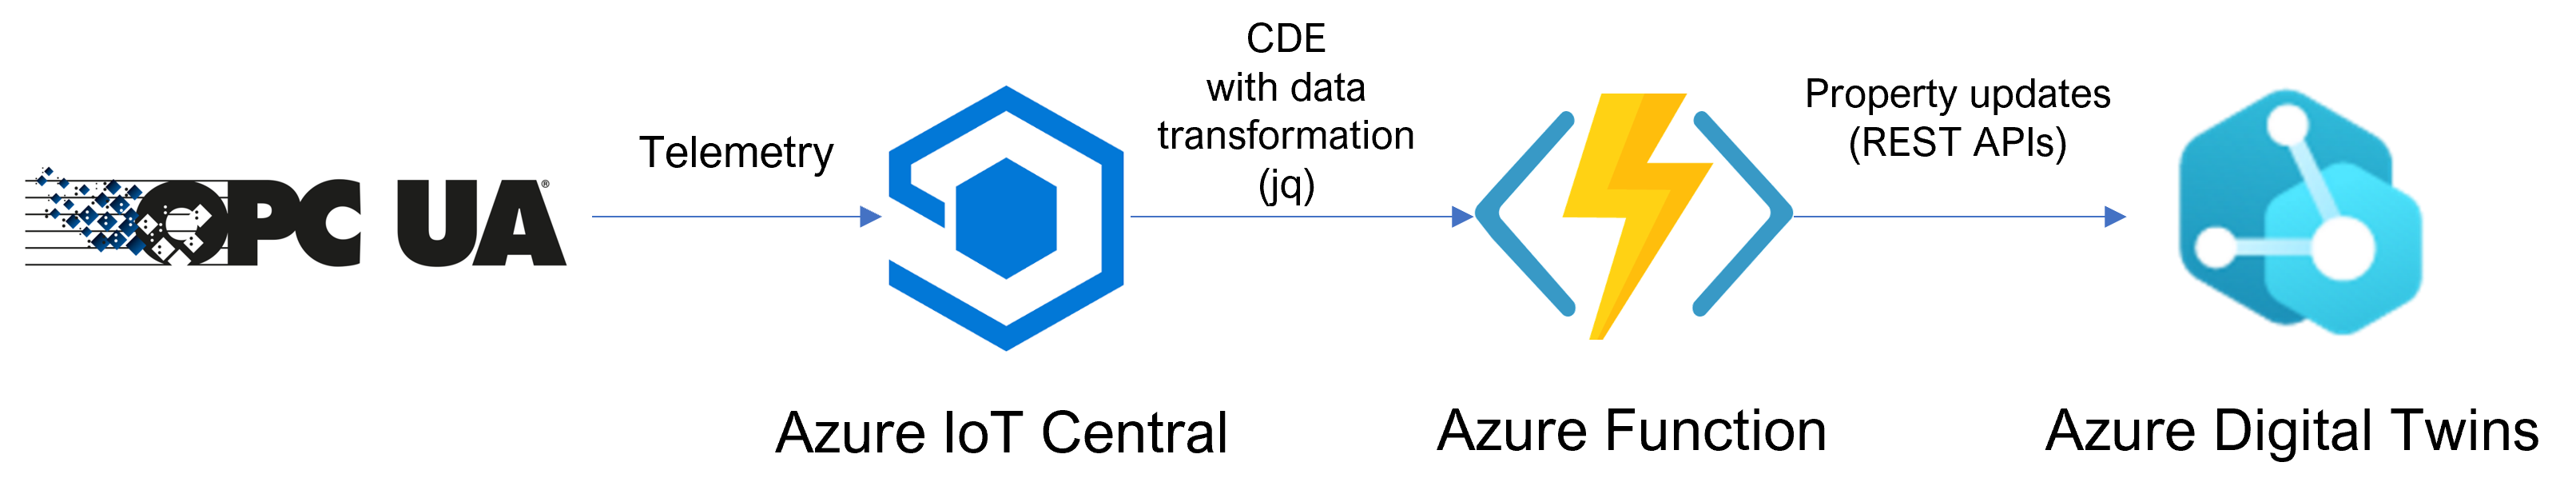 OPC UA®
Telemetry
Azure IoT Central
CDE
with data
transformation
(jq)
Azure Function
Property updates
(REST APIs)
Azure Digital Twins